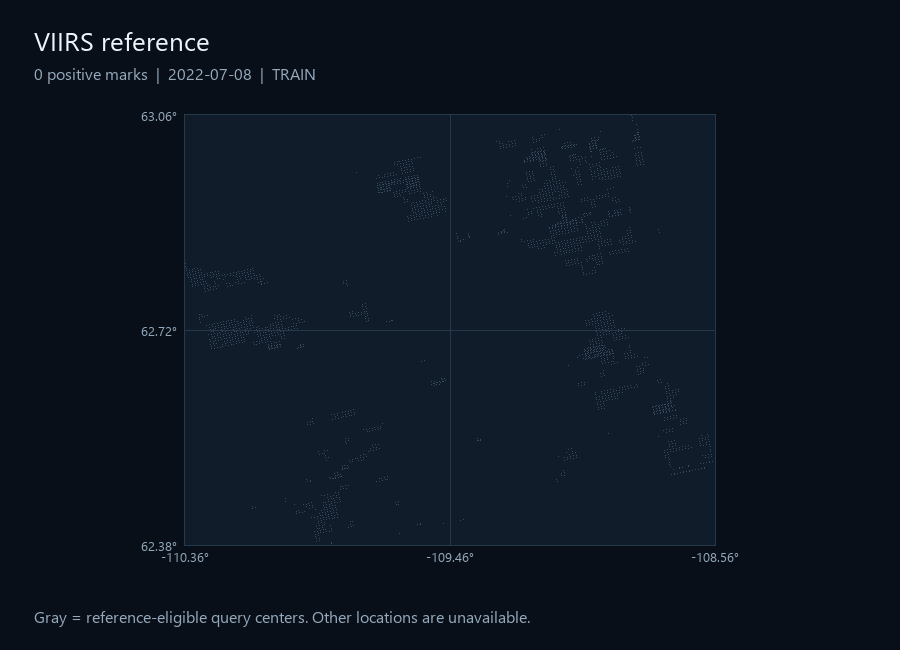 VIIRS reference
0 positive marks | 2022-07-08 | TRAIN
63.06°
62.72°
62.38°
-110.36°
-109.46°
-108.56°
Gray = reference-eligible query centers. Other locations are unavailable.